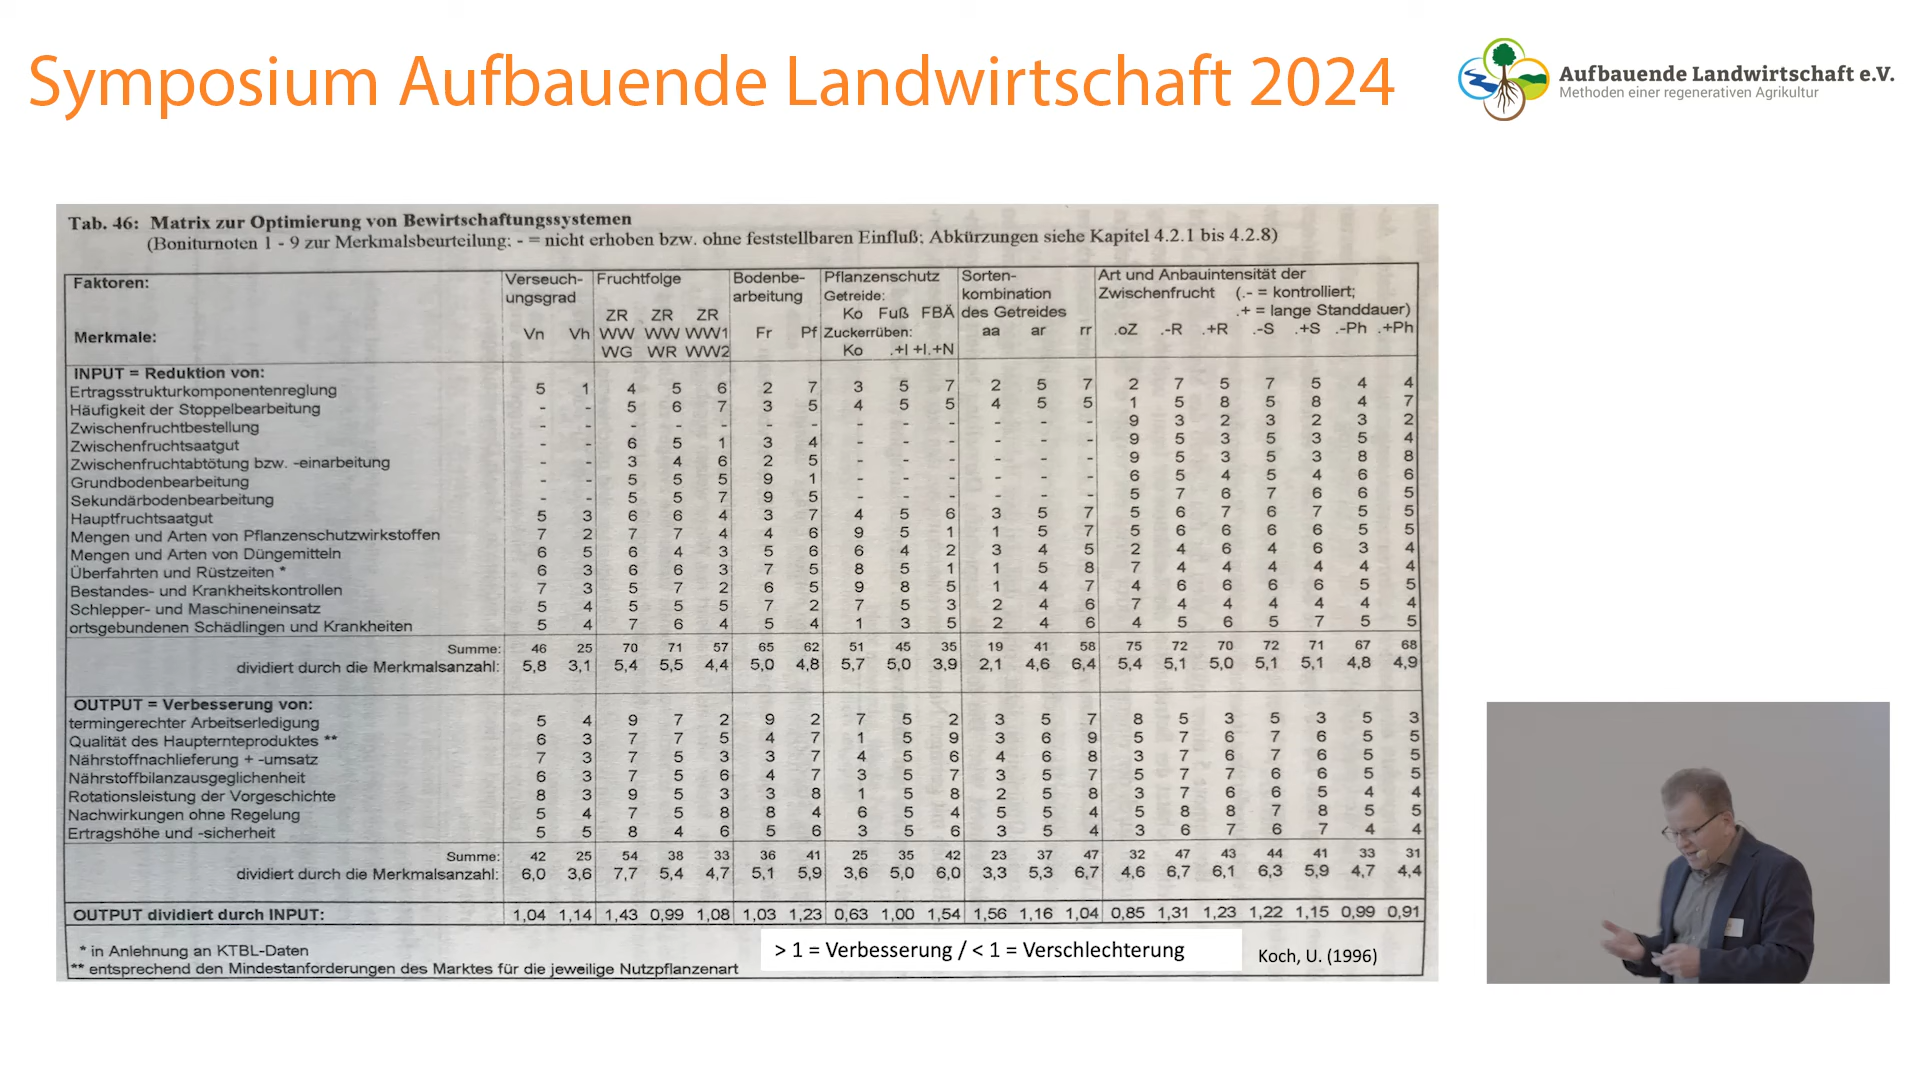 Symposium Aufbauende Landwirtschaft 2024
Aufbauende Landwirtschaft e.V.
Methoden einer regenerativen Agrikultur
Tab. 46: Matrix zur Optimierung von Bewirtschaftungssystemen
(Boniturnoten 1 - 9 zur Merkmalsbeurteilung: - = nicht erhoben bzw. ohne feststellbaren Einfluß; Abkürzungen siehe Kapitel 4.2.1 bis 4.2.8)
Faktoren: Verseuch- Fruchtfolge Bodenbe- Pflanzenschutz Sorten- Art und Anbauintensität der
ungsgrad arbeitung Getreide: kombination Zwischenfrucht (.- = kontrolliert;
ZR ZR ZR Ko Fuß FBÄ des Getreides .+ = lange Standdauer)
Merkmale: Vn Vh WW WW WW1 Fr Pf Zuckerrüben: aa ar rr .oZ .-R .+R .-S .+S .-Ph .+Ph
WG WR WW2 Ko .+I +I.+N
INPUT = Reduktion von:
Ertragsstrukturkomponentenreglung 5 1 4 5 6 2 7 3 5 7 2 5 7 2 7 5 7 5 4 4
Häufigkeit der Stoppelbearbeitung - - 5 6 7 3 5 4 5 5 4 5 5 1 5 8 5 8 4 7
Zwischenfruchtbestellung - - - - - - - - - - - - - 9 3 2 3 2 3 2
Zwischenfruchtsaatgut - - 6 5 1 3 4 - - - - - - 9 5 3 5 3 5 4
Zwischenfruchtabtötung bzw. -einarbeitung - - 3 4 6 2 5 - - - - - - 9 5 3 5 3 8 8
Grundbodenbearbeitung - - 5 5 5 9 1 - - - - - - 6 5 4 5 4 6 6
Sekundärbodenbearbeitung - - 5 5 7 9 5 - - - - - - 5 7 6 7 6 6 5
Hauptfruchtsaatgut 5 3 6 6 4 3 7 4 5 6 3 5 7 5 6 7 6 7 5 5
Mengen und Arten von Pflanzenschutzwirkstoffen 7 2 7 7 4 4 6 9 5 1 1 5 7 5 6 6 6 6 5 5
Mengen und Arten von Düngemitteln 6 5 6 4 3 5 6 6 4 2 3 4 5 2 4 6 4 6 3 4
Überfahrten und Rüstzeiten * 6 3 6 6 3 7 5 8 5 1 1 5 8 7 4 4 4 4 4 4
Bestandes- und Krankheitskontrollen 7 3 5 7 2 6 5 9 8 5 1 4 7 4 6 6 6 6 5 5
Schlepper- und Maschineneinsatz 5 4 5 5 5 7 2 7 5 3 2 4 6 7 4 4 4 4 4 4
ortsgebundenen Schädlingen und Krankheiten 5 4 7 6 4 5 4 1 3 5 2 4 6 4 5 6 5 7 5 5
Summe: 46 25 70 71 57 65 62 51 45 35 19 41 58 75 72 70 72 71 67 68
dividiert durch die Merkmalsanzahl: 5,8 3,1 5,4 5,5 4,4 5,0 4,8 5,7 5,0 3,9 2,1 4,6 6,4 5,4 5,1 5,0 5,1 5,1 4,8 4,9
OUTPUT = Verbesserung von:
termingerechter Arbeitserledigung 5 4 9 7 2 9 2 7 5 2 3 5 7 8 5 3 5 3 5 3
Qualität des Haupternteproduktes ** 6 3 7 7 5 4 7 1 5 9 3 6 9 5 7 6 7 6 5 5
Nährstoffnachlieferung + -umsatz 7 3 7 5 3 3 7 4 5 6 4 6 8 3 7 6 7 6 5 5
Nährstoffbilanzausgeglichenheit 6 3 7 5 6 4 7 3 5 7 3 5 7 5 7 7 6 6 5 5
Rotationsleistung der Vorgeschichte 8 3 9 5 3 3 8 1 5 8 2 5 8 3 7 6 6 5 4 4
Nachwirkungen ohne Regelung 5 4 7 5 8 8 4 6 5 4 5 5 4 5 8 8 7 8 5 5
Ertragshöhe und -sicherheit 5 5 8 4 6 5 6 3 5 6 3 5 4 3 6 7 6 7 4 4
Summe: 42 25 54 38 33 36 41 25 35 42 23 37 47 32 47 43 44 41 33 31
dividiert durch die Merkmalsanzahl: 6,0 3,6 7,7 5,4 4,7 5,1 5,9 3,6 5,0 6,0 3,3 5,3 6,7 4,6 6,7 6,1 6,3 5,9 4,7 4,4
OUTPUT dividiert durch INPUT: 1,04 1,14 1,43 0,99 1,08 1,03 1,23 0,63 1,00 1,54 1,56 1,16 1,04 0,85 1,31 1,23 1,22 1,15 0,99 0,91
* in Anlehnung an KTBL-Daten
** entsprechend den Mindestanforderungen des Marktes für die jeweilige Nutzpflanzenart
> 1 = Verbesserung / < 1 = Verschlechterung
Koch, U. (1996)